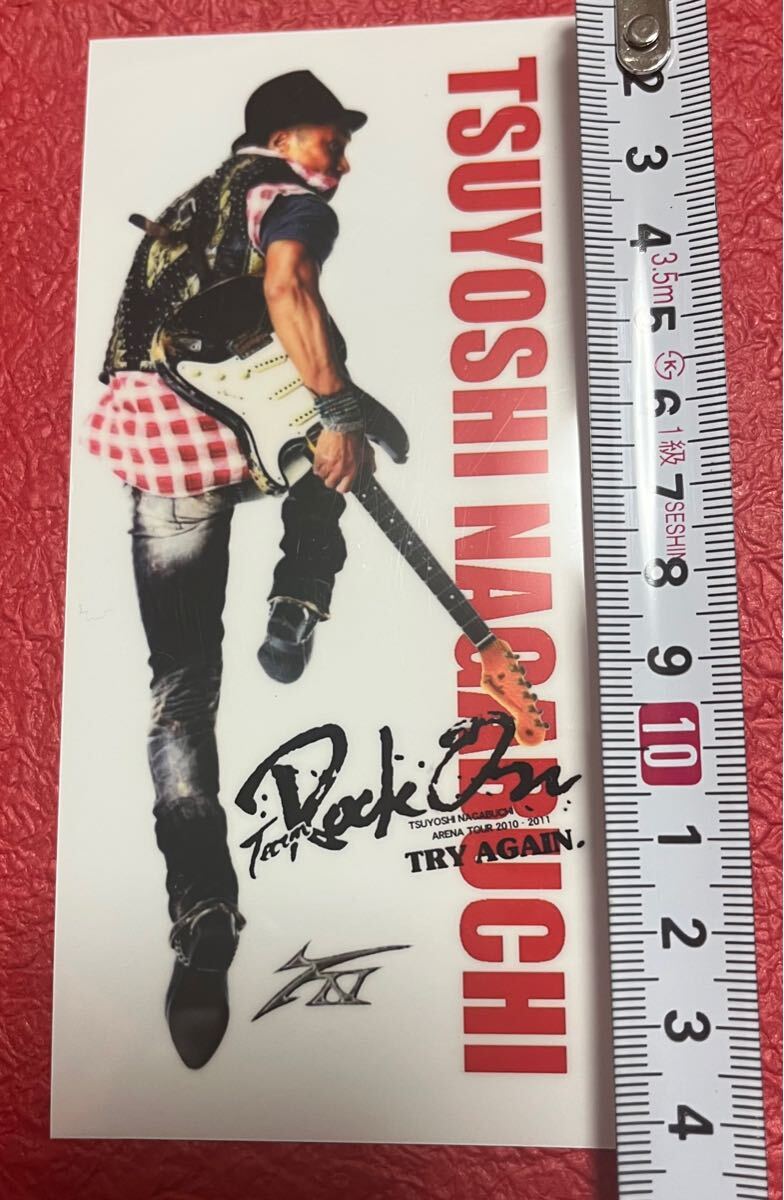 TSUYOSHI NAGABUCHI
Team Rock On
TSUYOSHI NAGABUCHI
ARENA TOUR 2010 - 2011
TRY AGAIN.
2
3
4
3.5m
5
K
6
1級
7
SESHIN
8
9
10
1
2
3
4